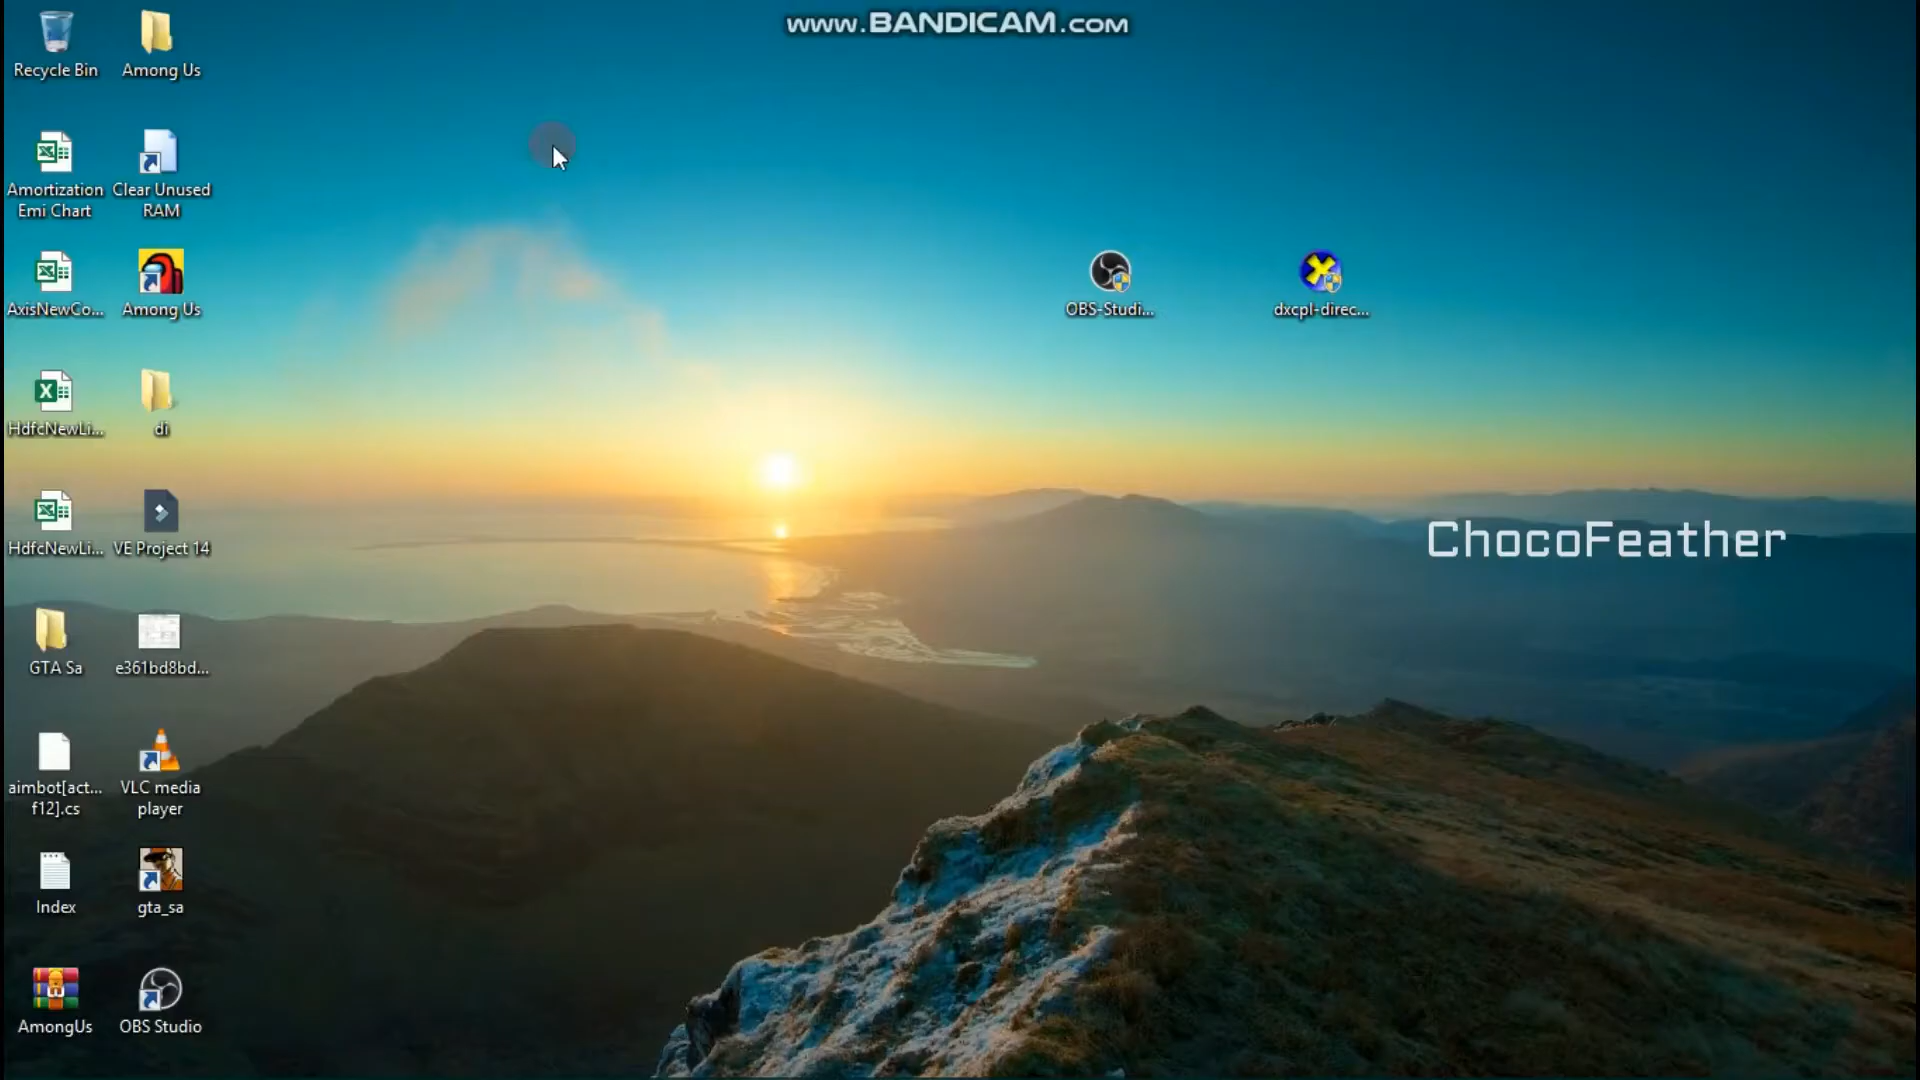 www.BANDICAM.com
Recycle Bin
Among Us
Amortization
Emi Chart
Clear Unused
RAM
AxisNewCo...
Among Us
OBS-Studi...
dxcpl-direc...
HdfcNewLi...
di
HdfcNewLi...
VE Project 14
ChocoFeather
GTA Sa
e361bd8bd...
aimbot[act...
f12].cs
VLC media
player
Index
gta_sa
AmongUs
OBS Studio